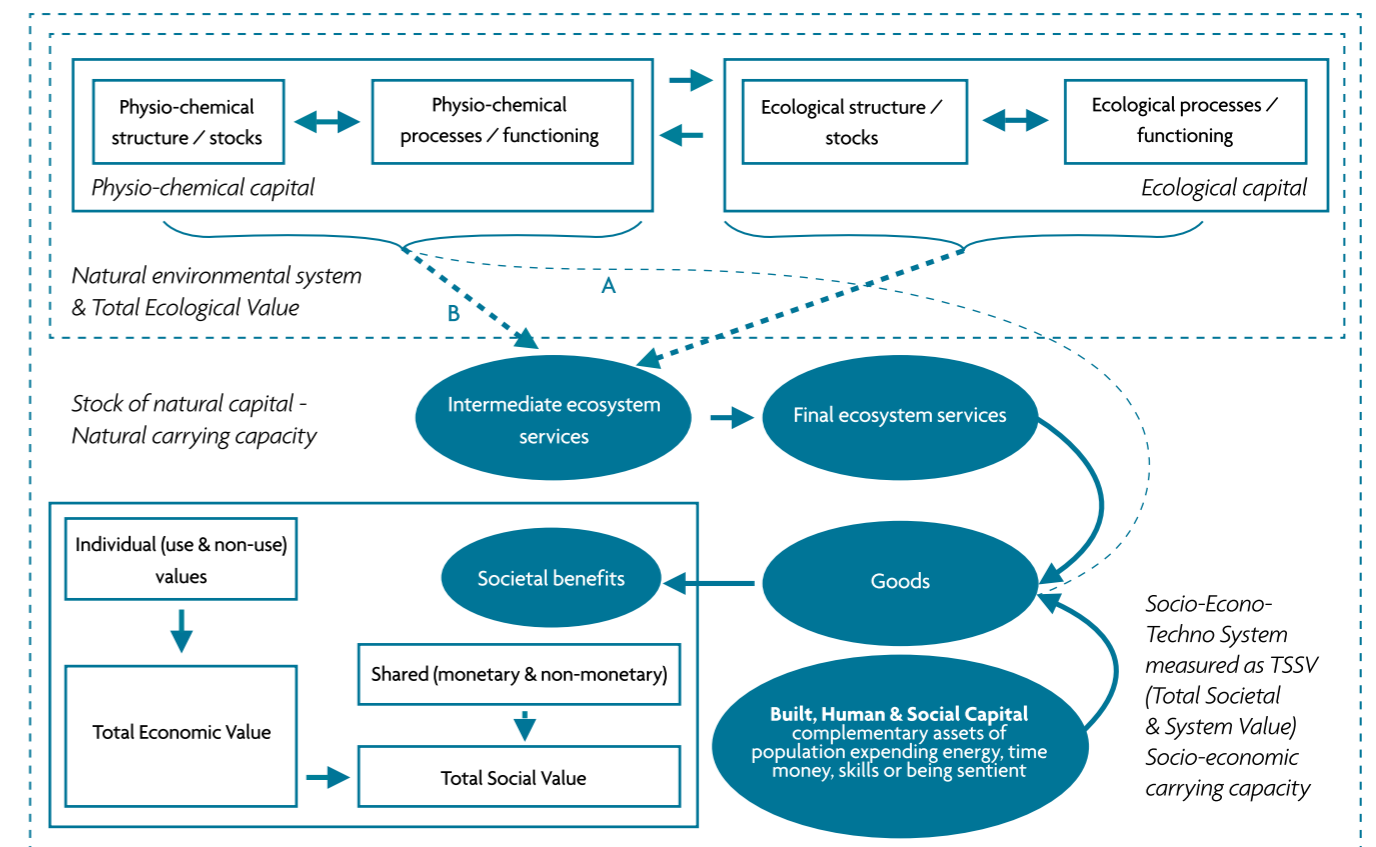 Physio-chemical
structure / stocks
Physio-chemical
processes / functioning
Ecological structure /
stocks
Ecological processes /
functioning
Physio-chemical capital
Ecological capital
Natural environmental system
& Total Ecological Value
A
B
Stock of natural capital -
Natural carrying capacity
Intermediate ecosystem
services
Final ecosystem services
Individual (use & non-use)
values
Societal benefits
Goods
Shared (monetary & non-monetary)
Total Economic Value
Total Social Value
Built, Human & Social Capital
complementary assets of
population expending energy, time
money, skills or being sentient
Socio-Econo-
Techno System
measured as TSSV
(Total Societal
& System Value)
Socio-economic
carrying capacity